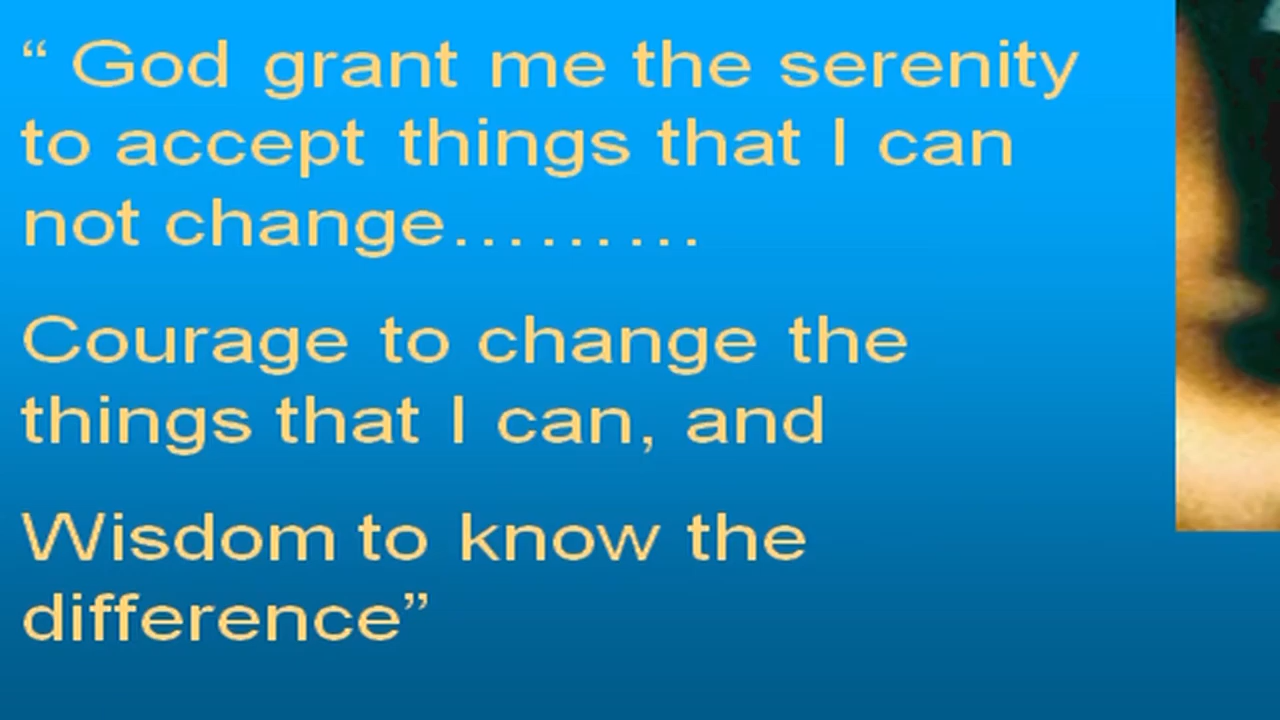 “ God grant me the serenity
to accept things that I can
not change………
Courage to change the
things that I can, and
Wisdom to know the
difference”